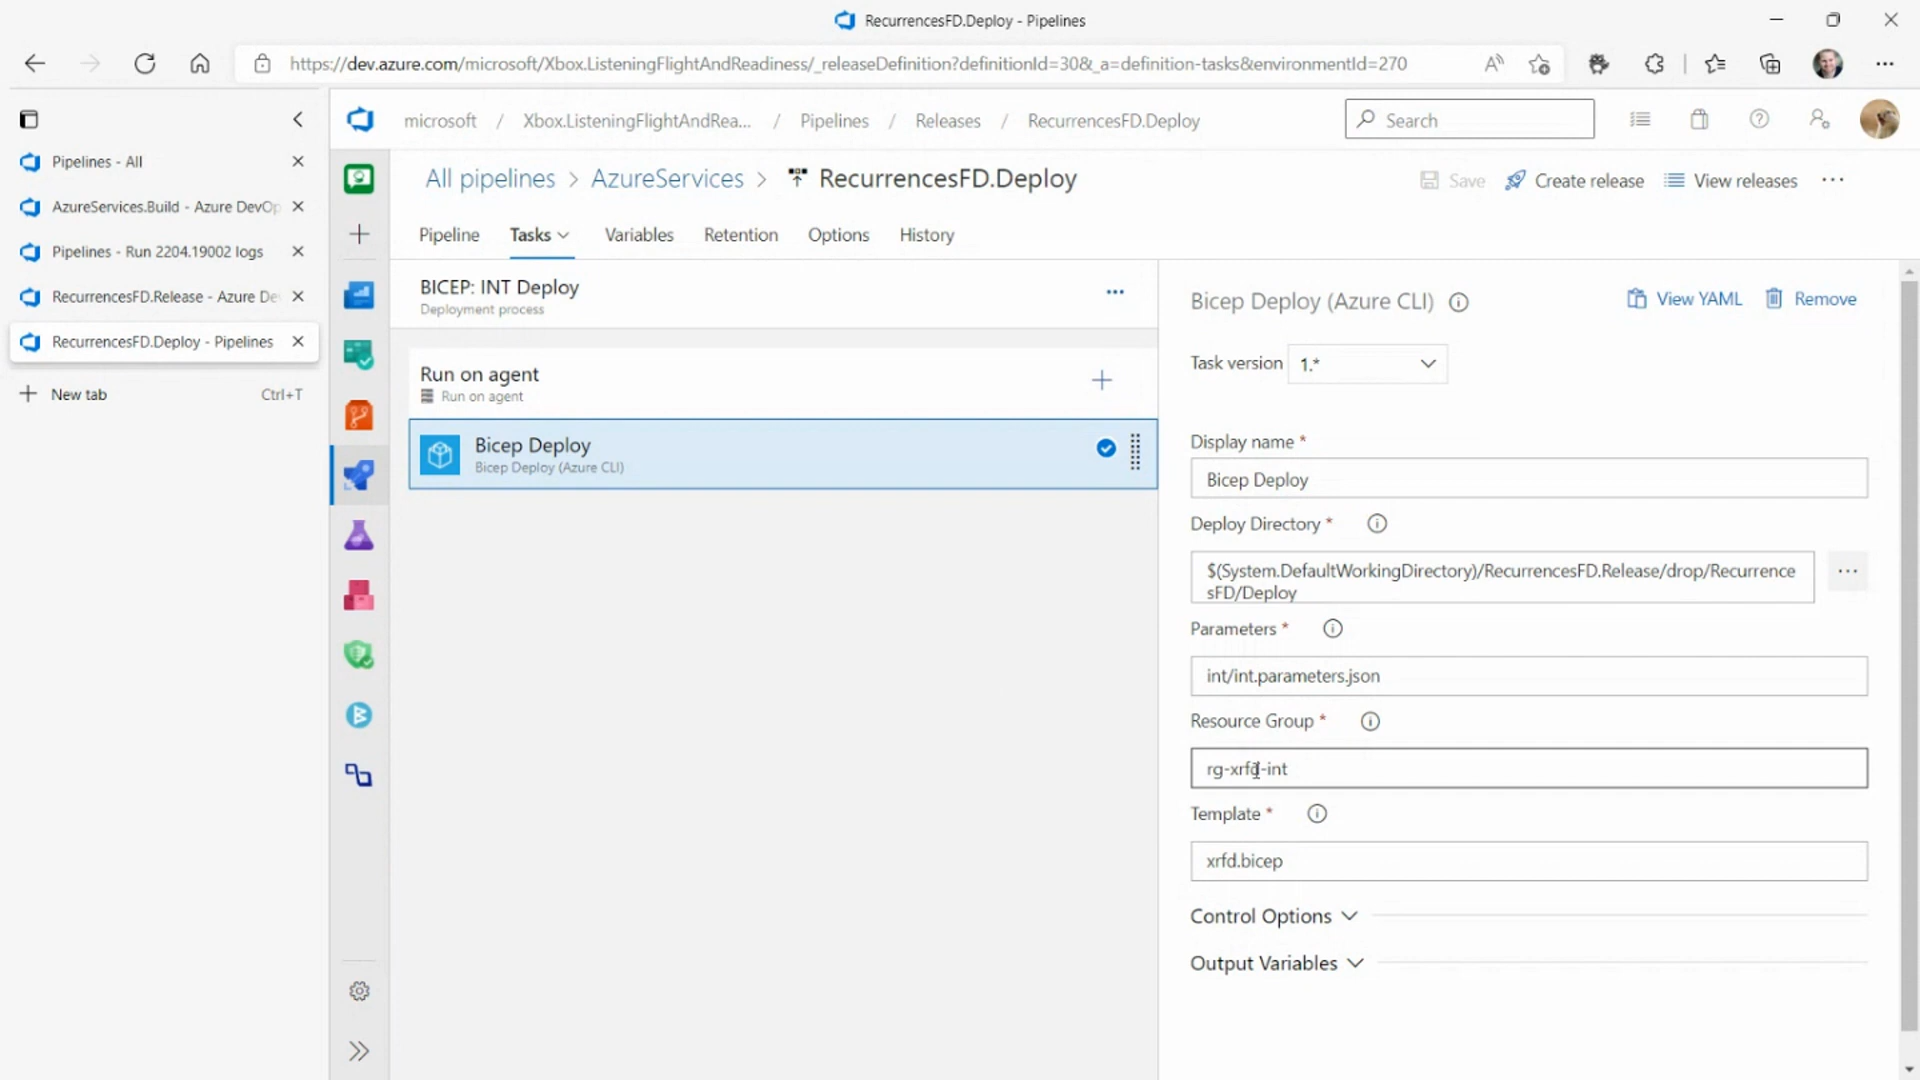 RecurrencesFD.Deploy - Pipelines
https://dev.azure.com/microsoft/Xbox.ListeningFlightAndReadiness/_releaseDefinition?definitionId=30&_a=definition-tasks&environmentId=270
Pipelines - All
AzureServices.Build - Azure DevOp
Pipelines - Run 2204.19002 logs
RecurrencesFD.Release - Azure De
RecurrencesFD.Deploy - Pipelines
New tab Ctrl+T
microsoft / Xbox.ListeningFlightAndRea... / Pipelines / Releases / RecurrencesFD.Deploy
Search
All pipelines > AzureServices > RecurrencesFD.Deploy
Save Create release View releases
Pipeline Tasks Variables Retention Options History
BICEP: INT Deploy
Deployment process
Run on agent
Run on agent
Bicep Deploy
Bicep Deploy (Azure CLI)
Bicep Deploy (Azure CLI)
View YAML Remove
Task version 1.*
Display name *
Bicep Deploy
Deploy Directory *
$(System.DefaultWorkingDirectory)/RecurrencesFD.Release/drop/Recurrence
sFD/Deploy
Parameters *
int/int.parameters.json
Resource Group *
rg-xrfd-int
Template *
xrfd.bicep
Control Options
Output Variables